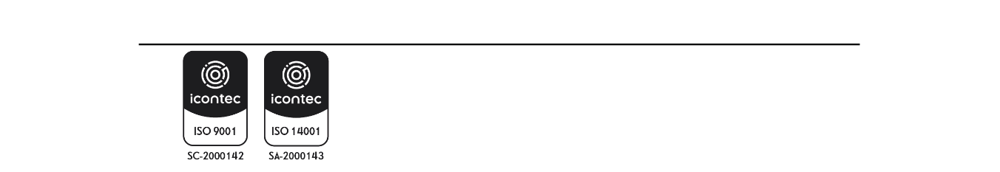 icontec
ISO 9001
SC-2000142
icontec
ISO 14001
SA-2000143